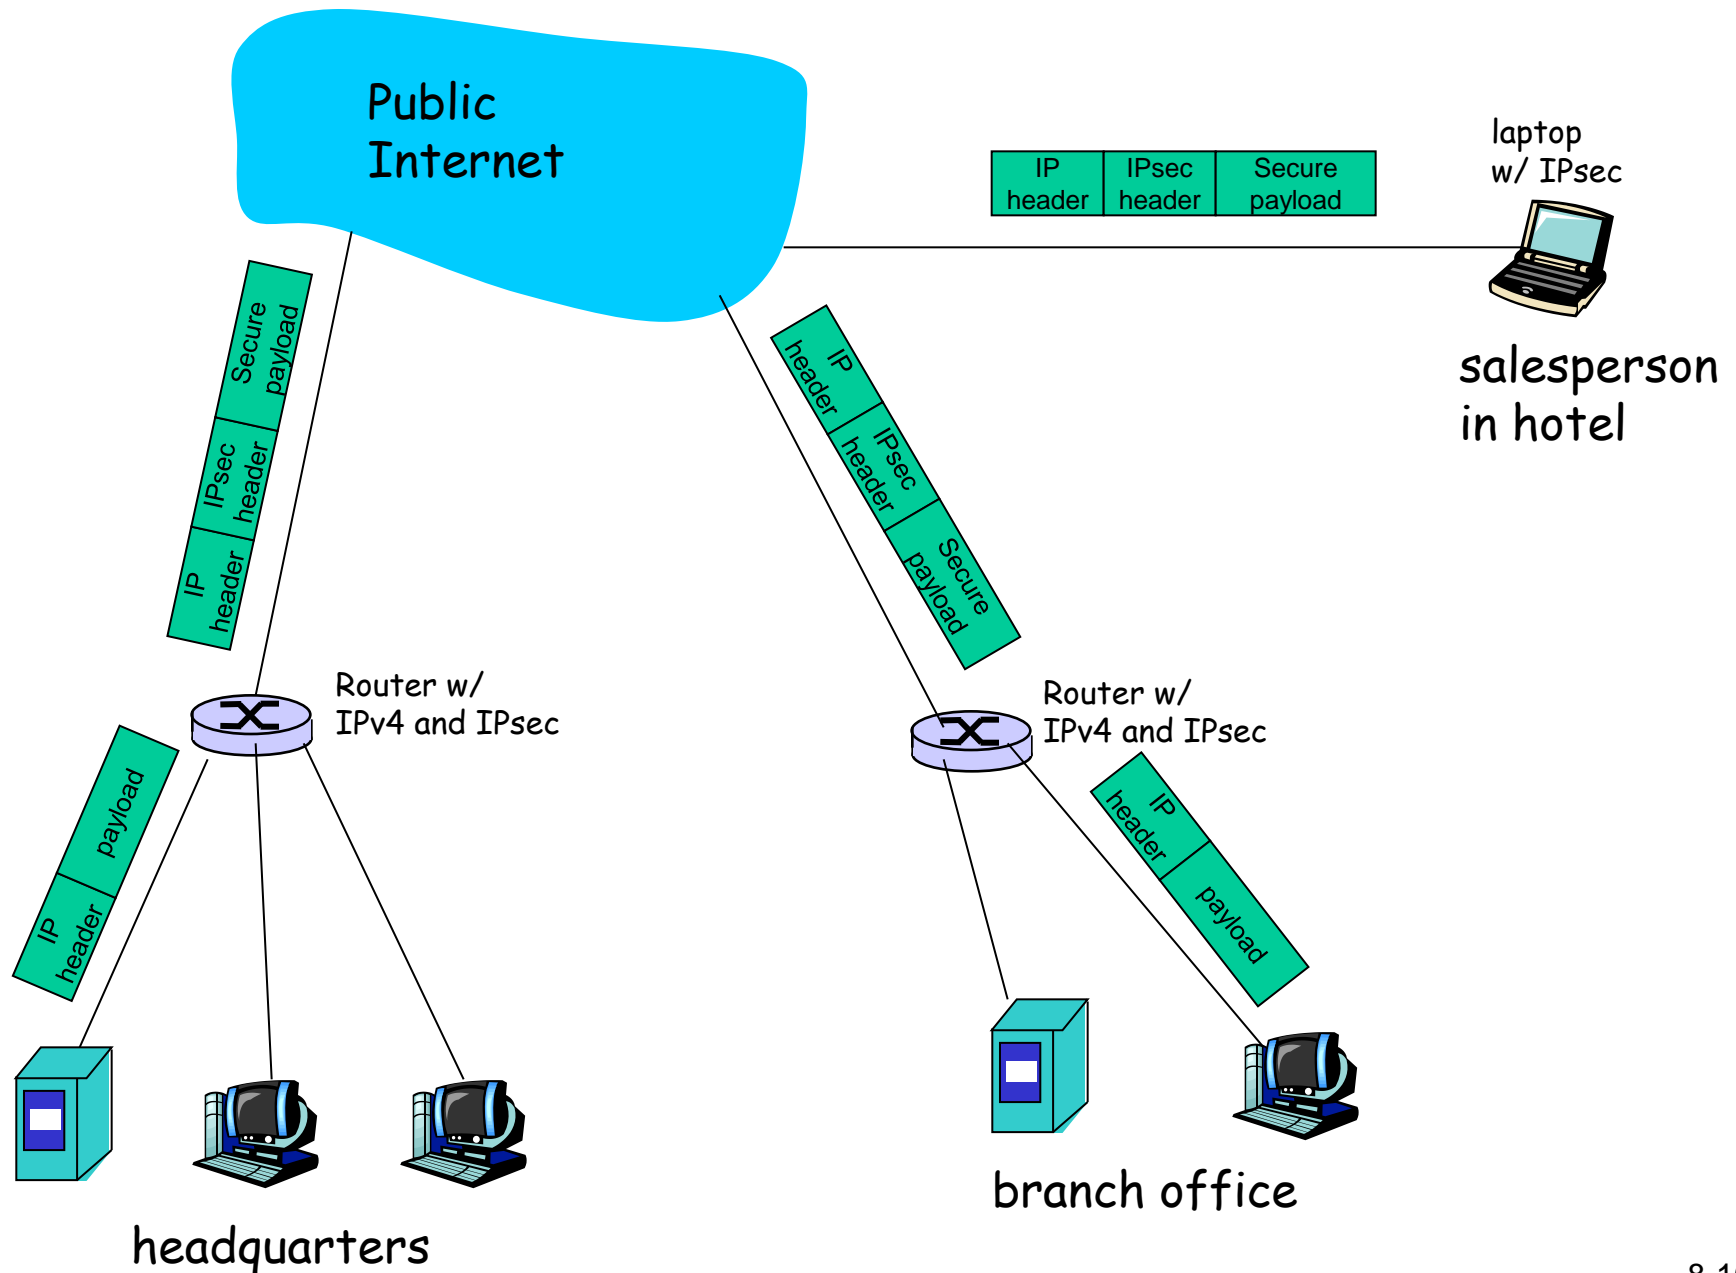 Public
Internet
laptop
w/ IPsec
IP
header
IPsec
header
Secure
payload
salesperson
in hotel
Secure
payload
IPsec
header
IP
header
IP
header
IPsec
header
Secure
payload
Router w/
IPv4 and IPsec
Router w/
IPv4 and IPsec
payload
IP
header
IP
header
payload
branch office
headquarters